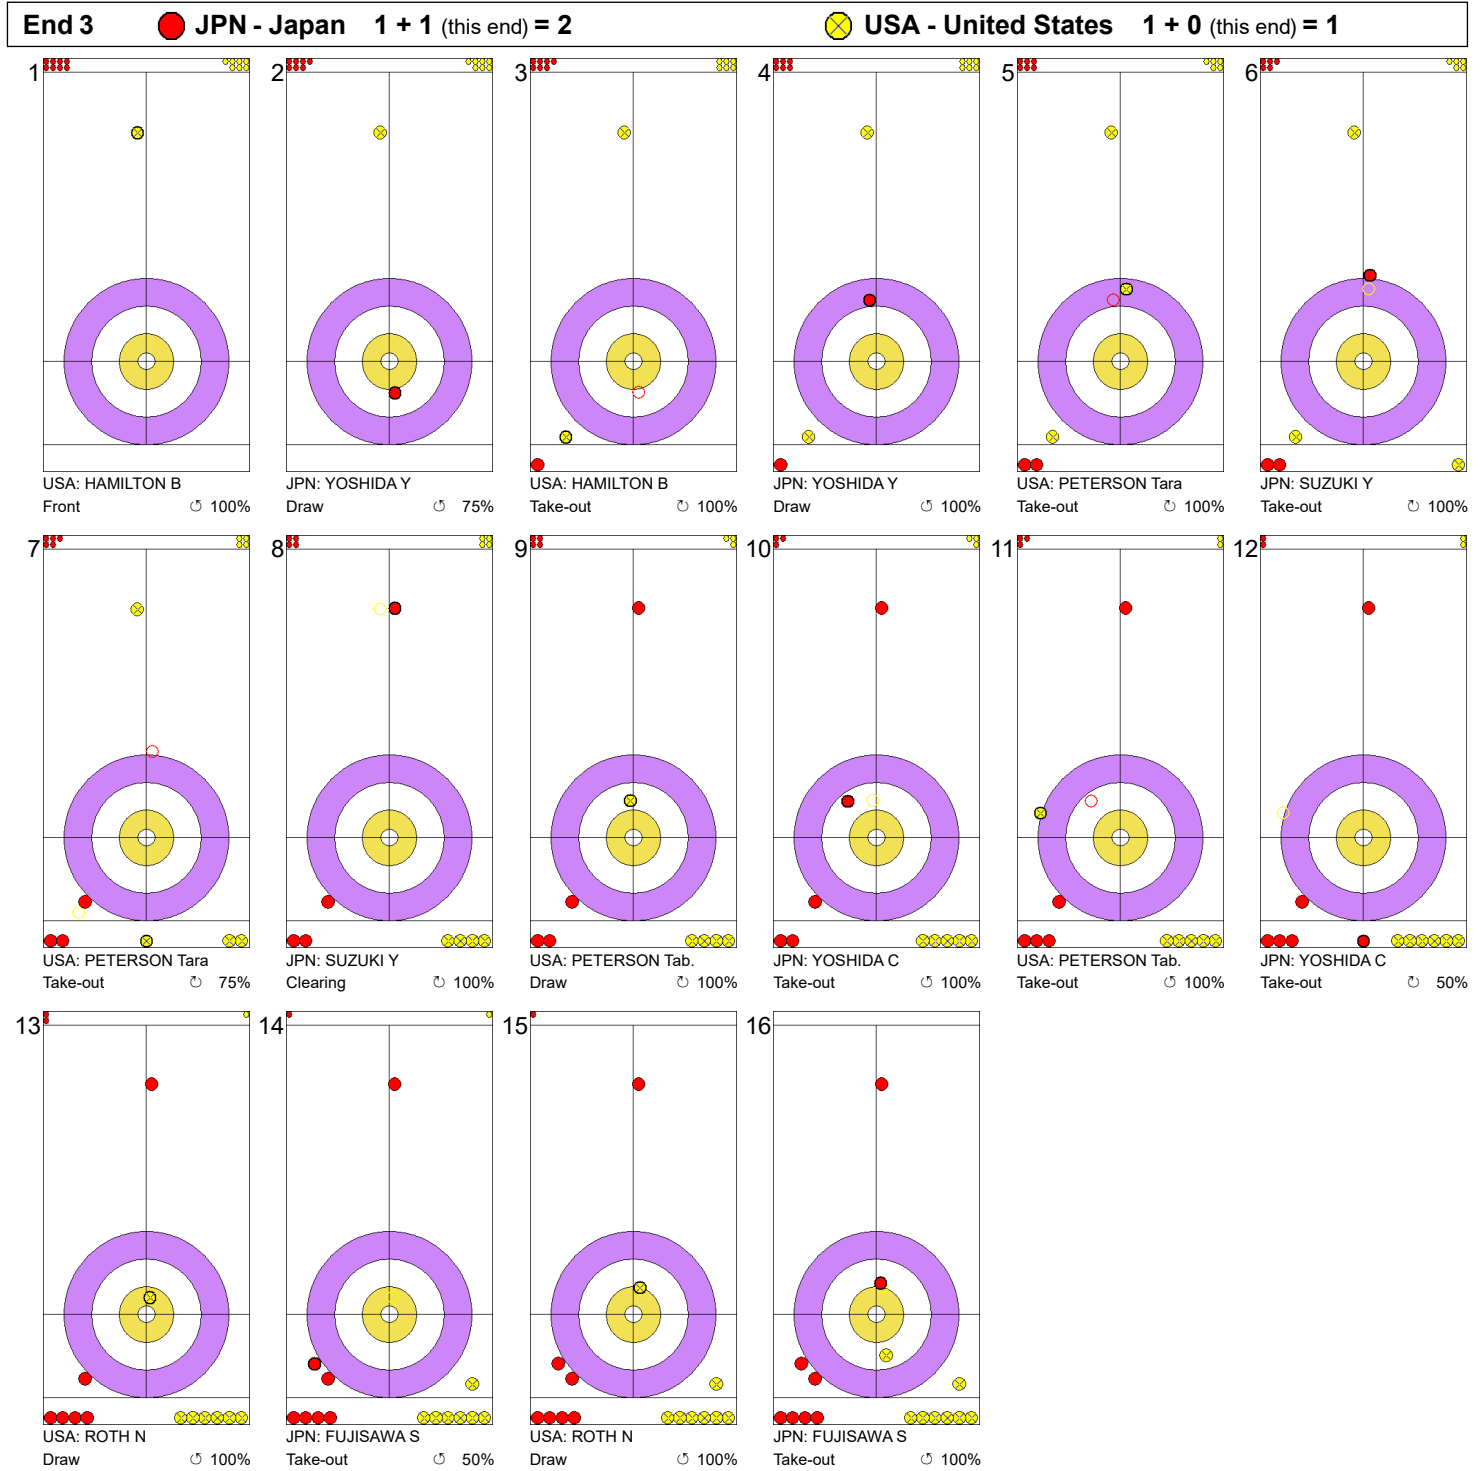 End 3 JPN - Japan 1 + 1 (this end) = 2 USA - United States 1 + 0 (this end) = 1
1 2 3 4 5 6
USA: HAMILTON B JPN: YOSHIDA Y USA: HAMILTON B JPN: YOSHIDA Y USA: PETERSON Tara JPN: SUZUKI Y
Front ↺ 100% Draw ↺ 75% Take-out ↻ 100% Draw ↺ 100% Take-out ↻ 100% Take-out ↻ 100%
7 8 9 10 11 12
USA: PETERSON Tara JPN: SUZUKI Y USA: PETERSON Tab. JPN: YOSHIDA C USA: PETERSON Tab. JPN: YOSHIDA C
Take-out ↻ 75% Clearing ↻ 100% Draw ↻ 100% Take-out ↻ 100% Take-out ↻ 100% Take-out ↻ 50%
13 14 15 16
USA: ROTH N JPN: FUJISAWA S USA: ROTH N JPN: FUJISAWA S
Draw ↺ 100% Take-out ↺ 50% Draw ↺ 100% Take-out ↺ 100%